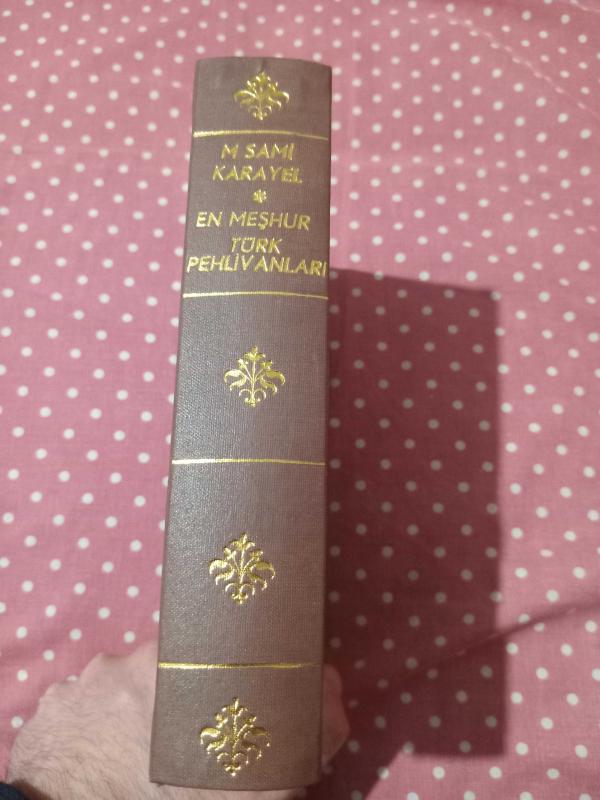 M SAMİ
KARAYEL
*
EN MEŞHUR
TÜRK
PEHLİVANLARI